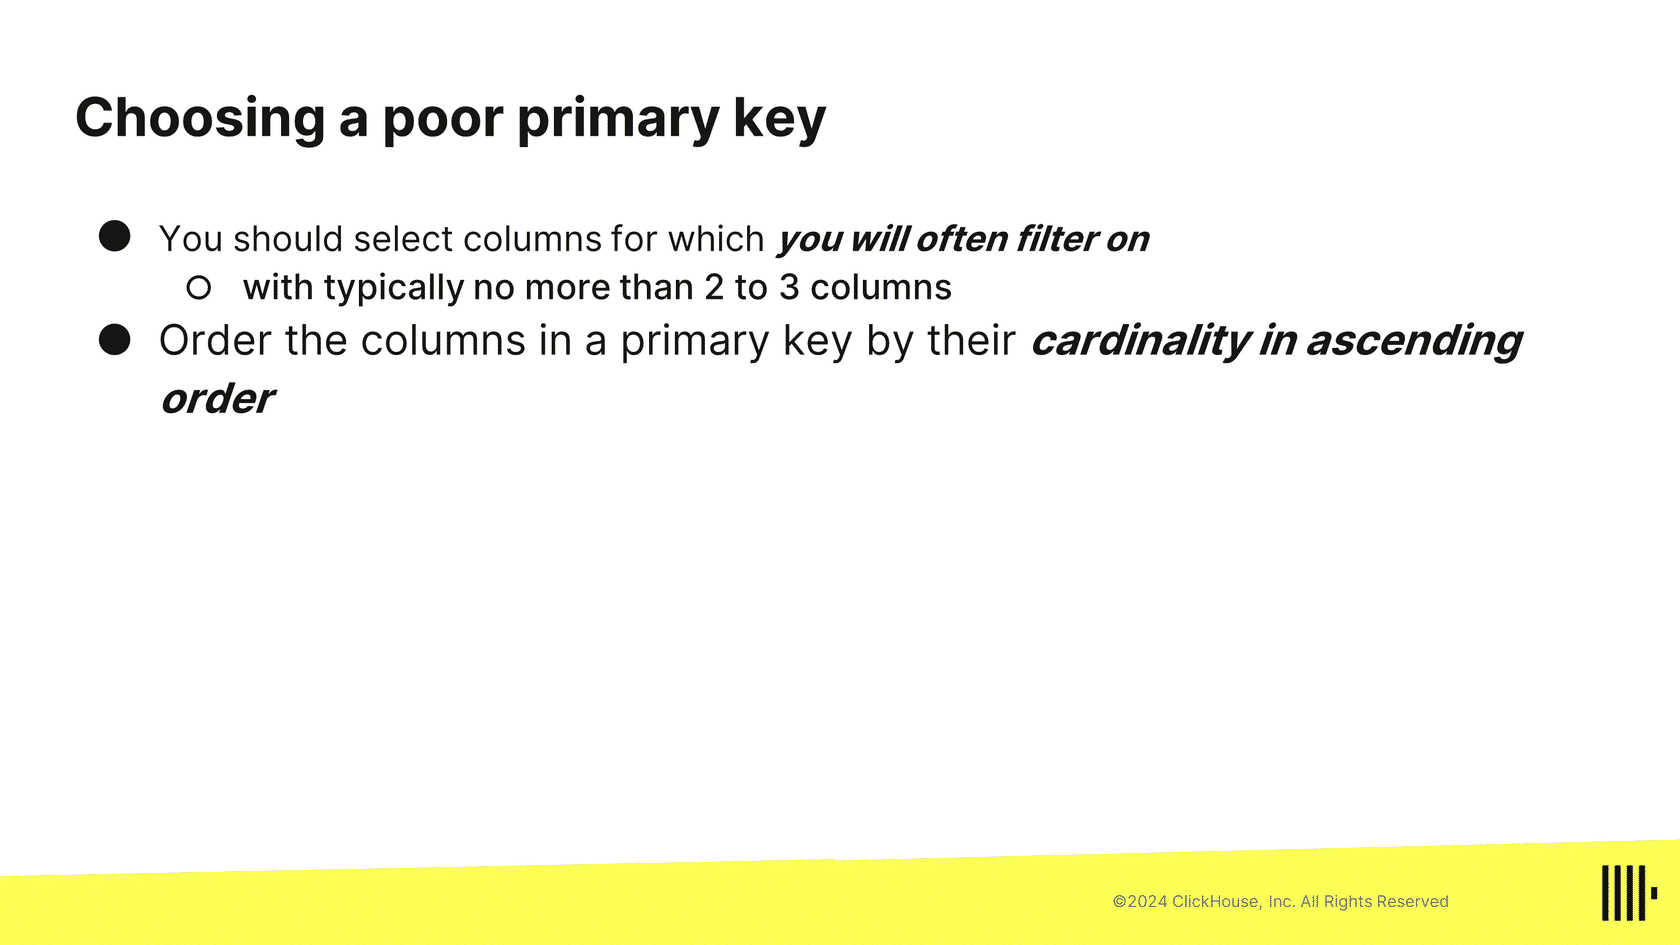 Choosing a poor primary key
● You should select columns for which you will often filter on
○ with typically no more than 2 to 3 columns
● Order the columns in a primary key by their cardinality in ascending
order
©2024 ClickHouse, Inc. All Rights Reserved